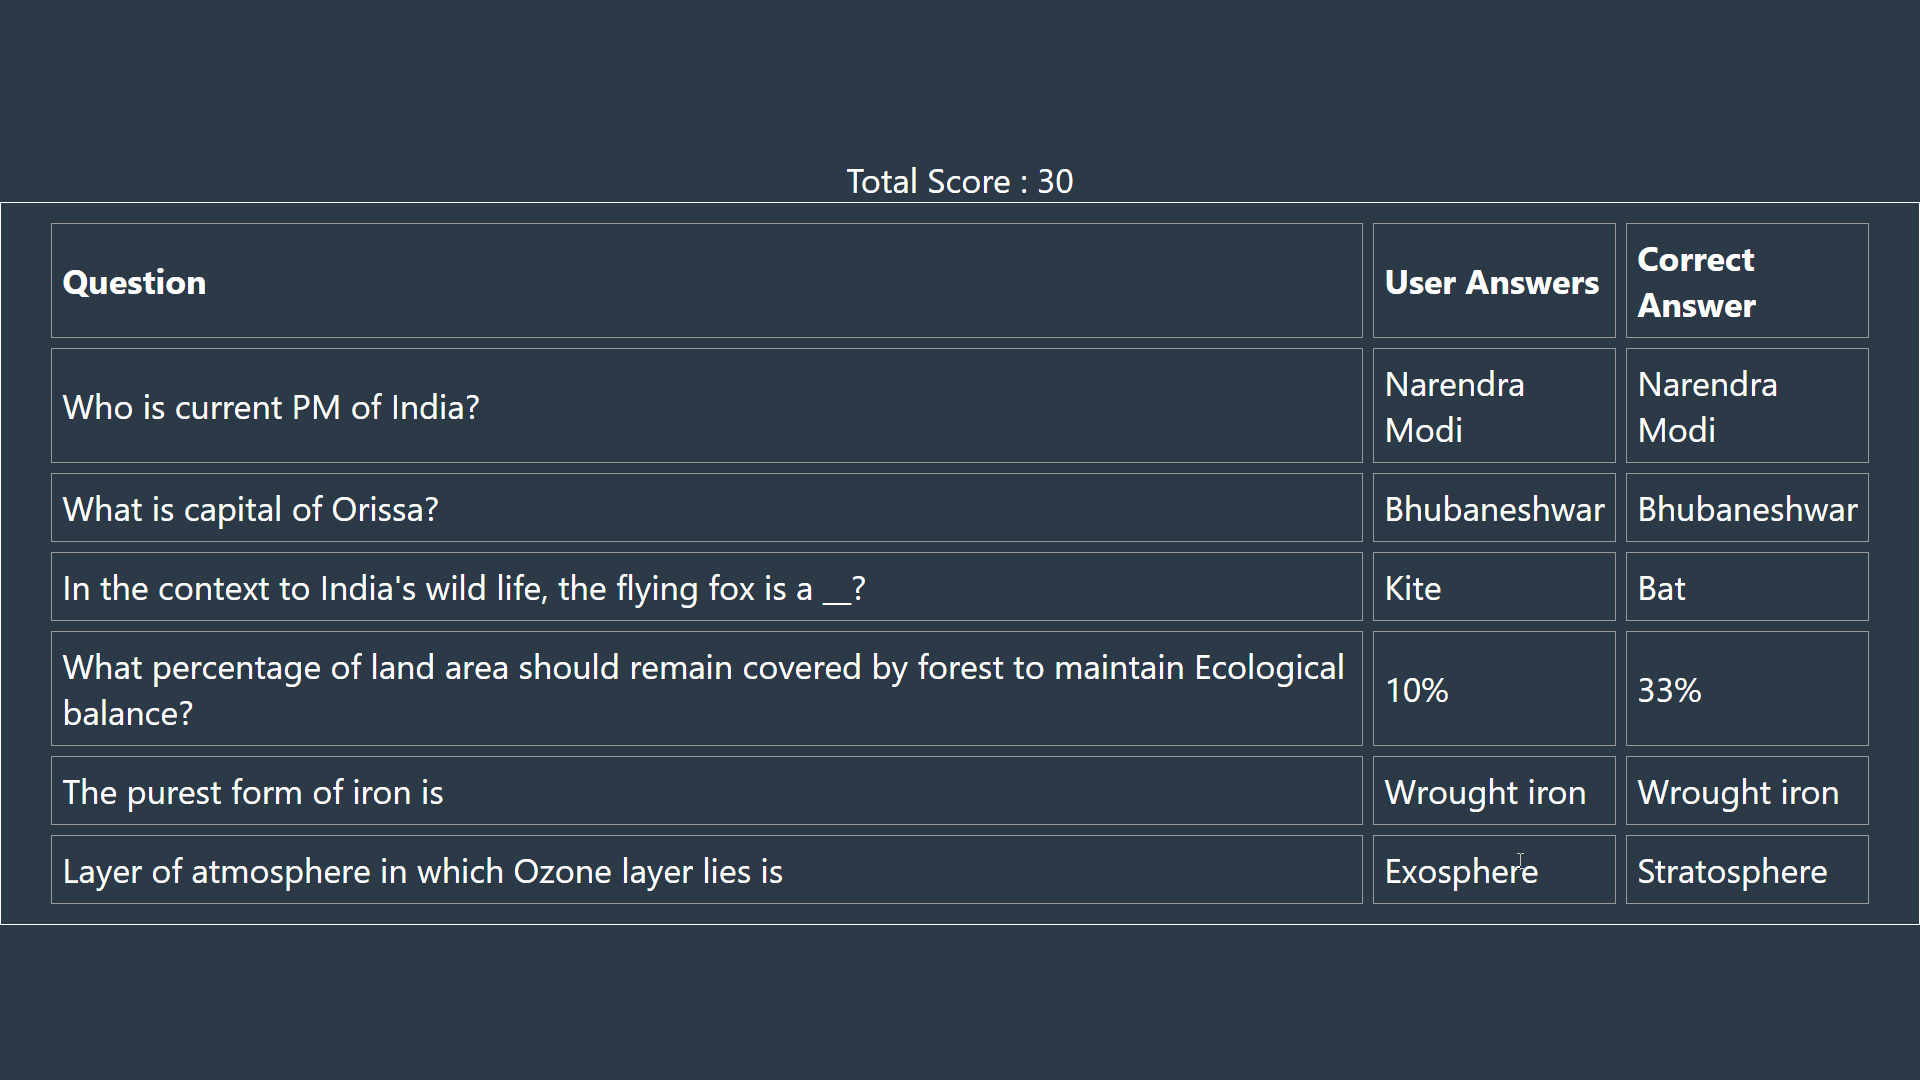 Total Score : 30
Question
User Answers
Correct
Answer
Who is current PM of India?
Narendra
Modi
Narendra
Modi
What is capital of Orissa?
Bhubaneshwar
Bhubaneshwar
In the context to India's wild life, the flying fox is a __?
Kite
Bat
What percentage of land area should remain covered by forest to maintain Ecological
balance?
10%
33%
The purest form of iron is
Wrought iron
Wrought iron
Layer of atmosphere in which Ozone layer lies is
Exosphere
Stratosphere